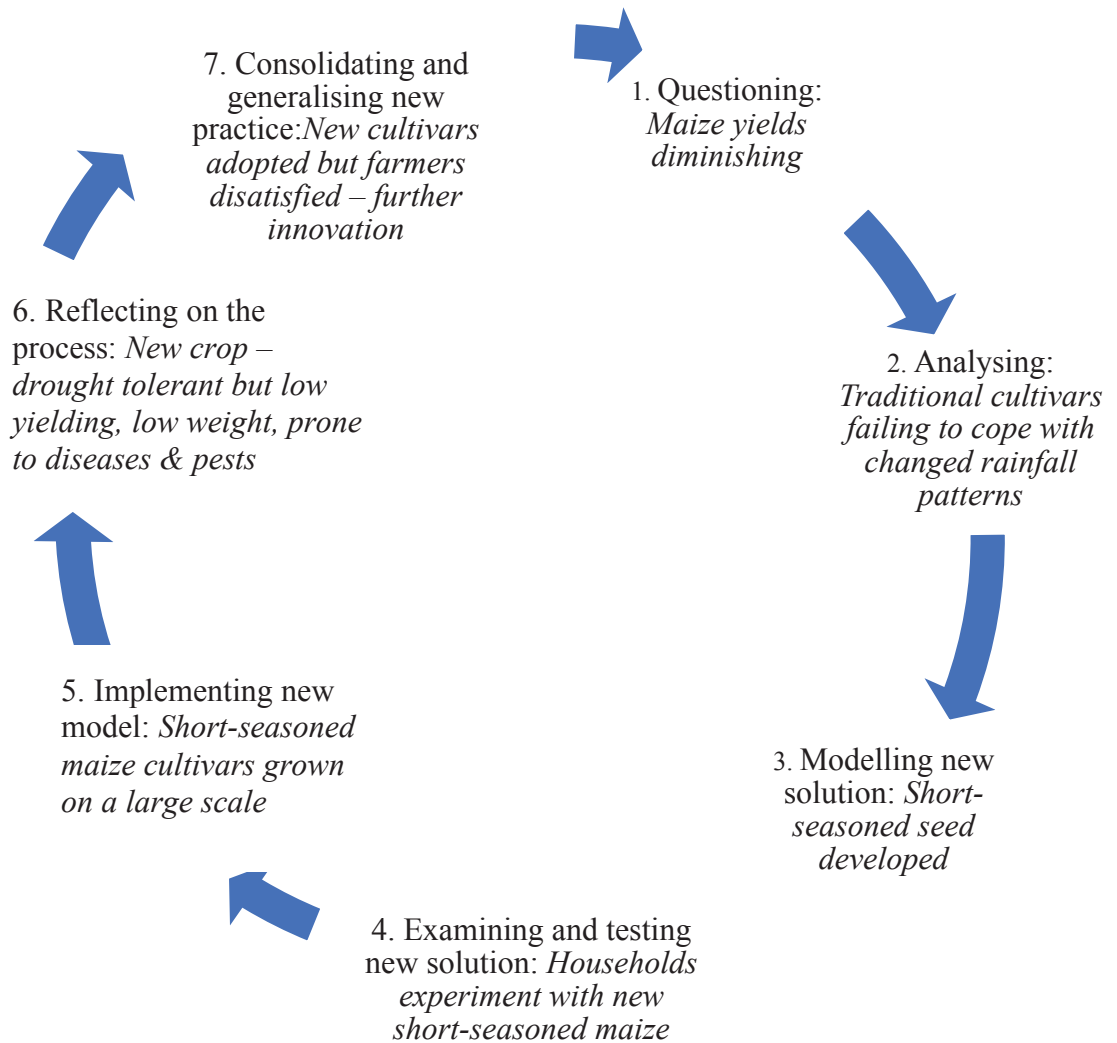 1. Questioning:
Maize yields
diminishing
2. Analysing:
Traditional cultivars
failing to cope with
changed rainfall
patterns
3. Modelling new
solution: Short-
seasoned seed
developed
4. Examining and testing
new solution: Households
experiment with new
short-seasoned maize
5. Implementing new
model: Short-seasoned
maize cultivars grown
on a large scale
6. Reflecting on the
process: New crop –
drought tolerant but low
yielding, low weight, prone
to diseases & pests
7. Consolidating and
generalising new
practice:New cultivars
adopted but farmers
disatisfied – further
innovation